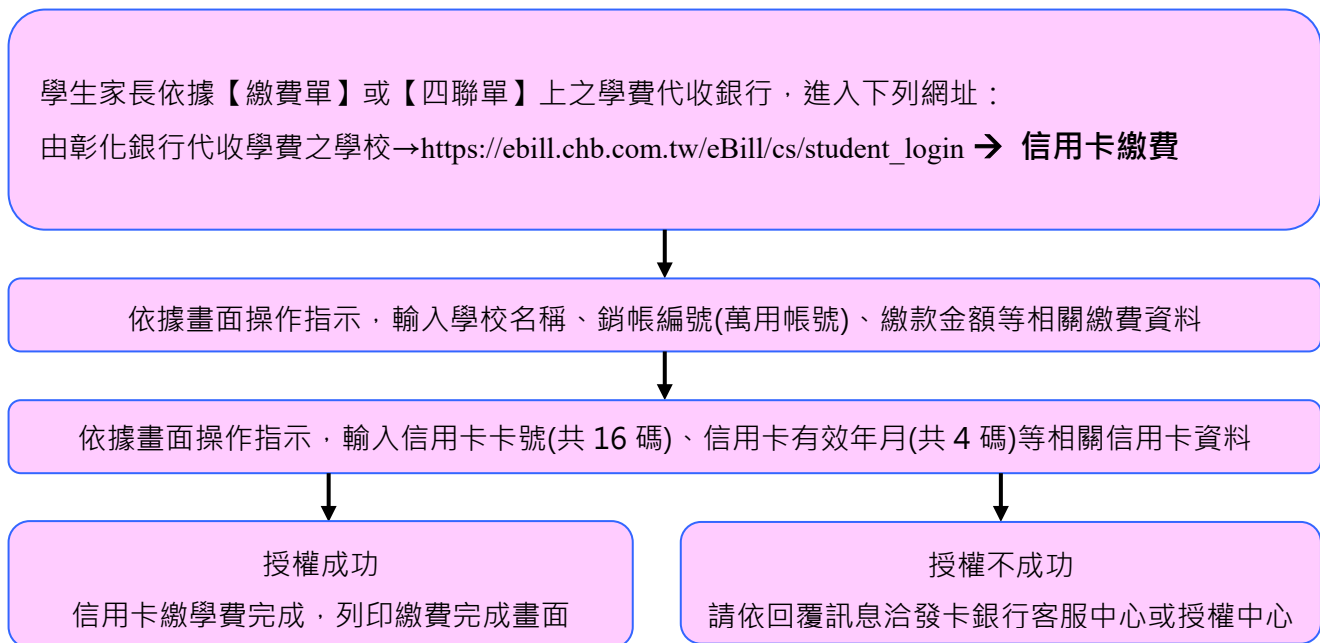 學生家長依據【繳費單】或【四聯單】上之學費代收銀行，進入下列網址：
由彰化銀行代收學費之學校→https://ebill.chb.com.tw/eBill/cs/student_login ➔ 信用卡繳費
依據畫面操作指示，輸入學校名稱、銷帳編號(萬用帳號)、繳款金額等相關繳費資料
依據畫面操作指示，輸入信用卡卡號(共 16 碼)、信用卡有效年月(共 4 碼)等相關信用卡資料
授權成功
信用卡繳學費完成，列印繳費完成畫面
授權不成功
請依回覆訊息洽發卡銀行客服中心或授權中心